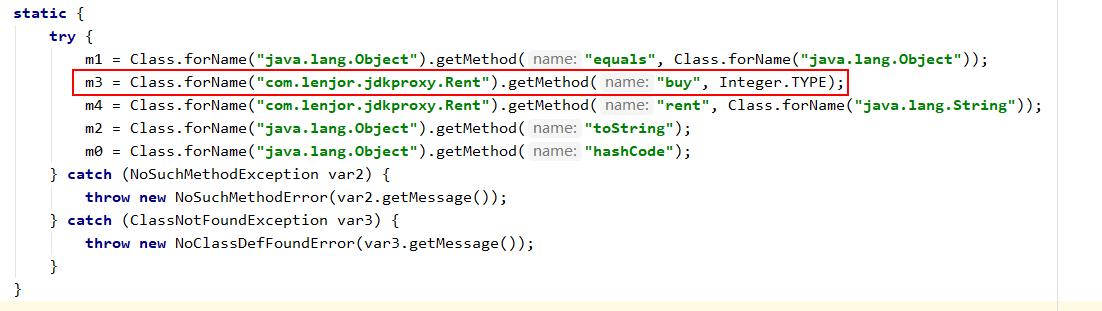 static {
    try {
        m1 = Class.forName("java.lang.Object").getMethod( name: "equals", Class.forName("java.lang.Object"));
        m3 = Class.forName("com.lenjor.jdkproxy.Rent").getMethod( name: "buy", Integer.TYPE);
        m4 = Class.forName("com.lenjor.jdkproxy.Rent").getMethod( name: "rent", Class.forName("java.lang.String"));
        m2 = Class.forName("java.lang.Object").getMethod( name: "toString");
        m0 = Class.forName("java.lang.Object").getMethod( name: "hashCode");
    } catch (NoSuchMethodException var2) {
        throw new NoSuchMethodError(var2.getMessage());
    } catch (ClassNotFoundException var3) {
        throw new NoClassDefFoundError(var3.getMessage());
    }
}